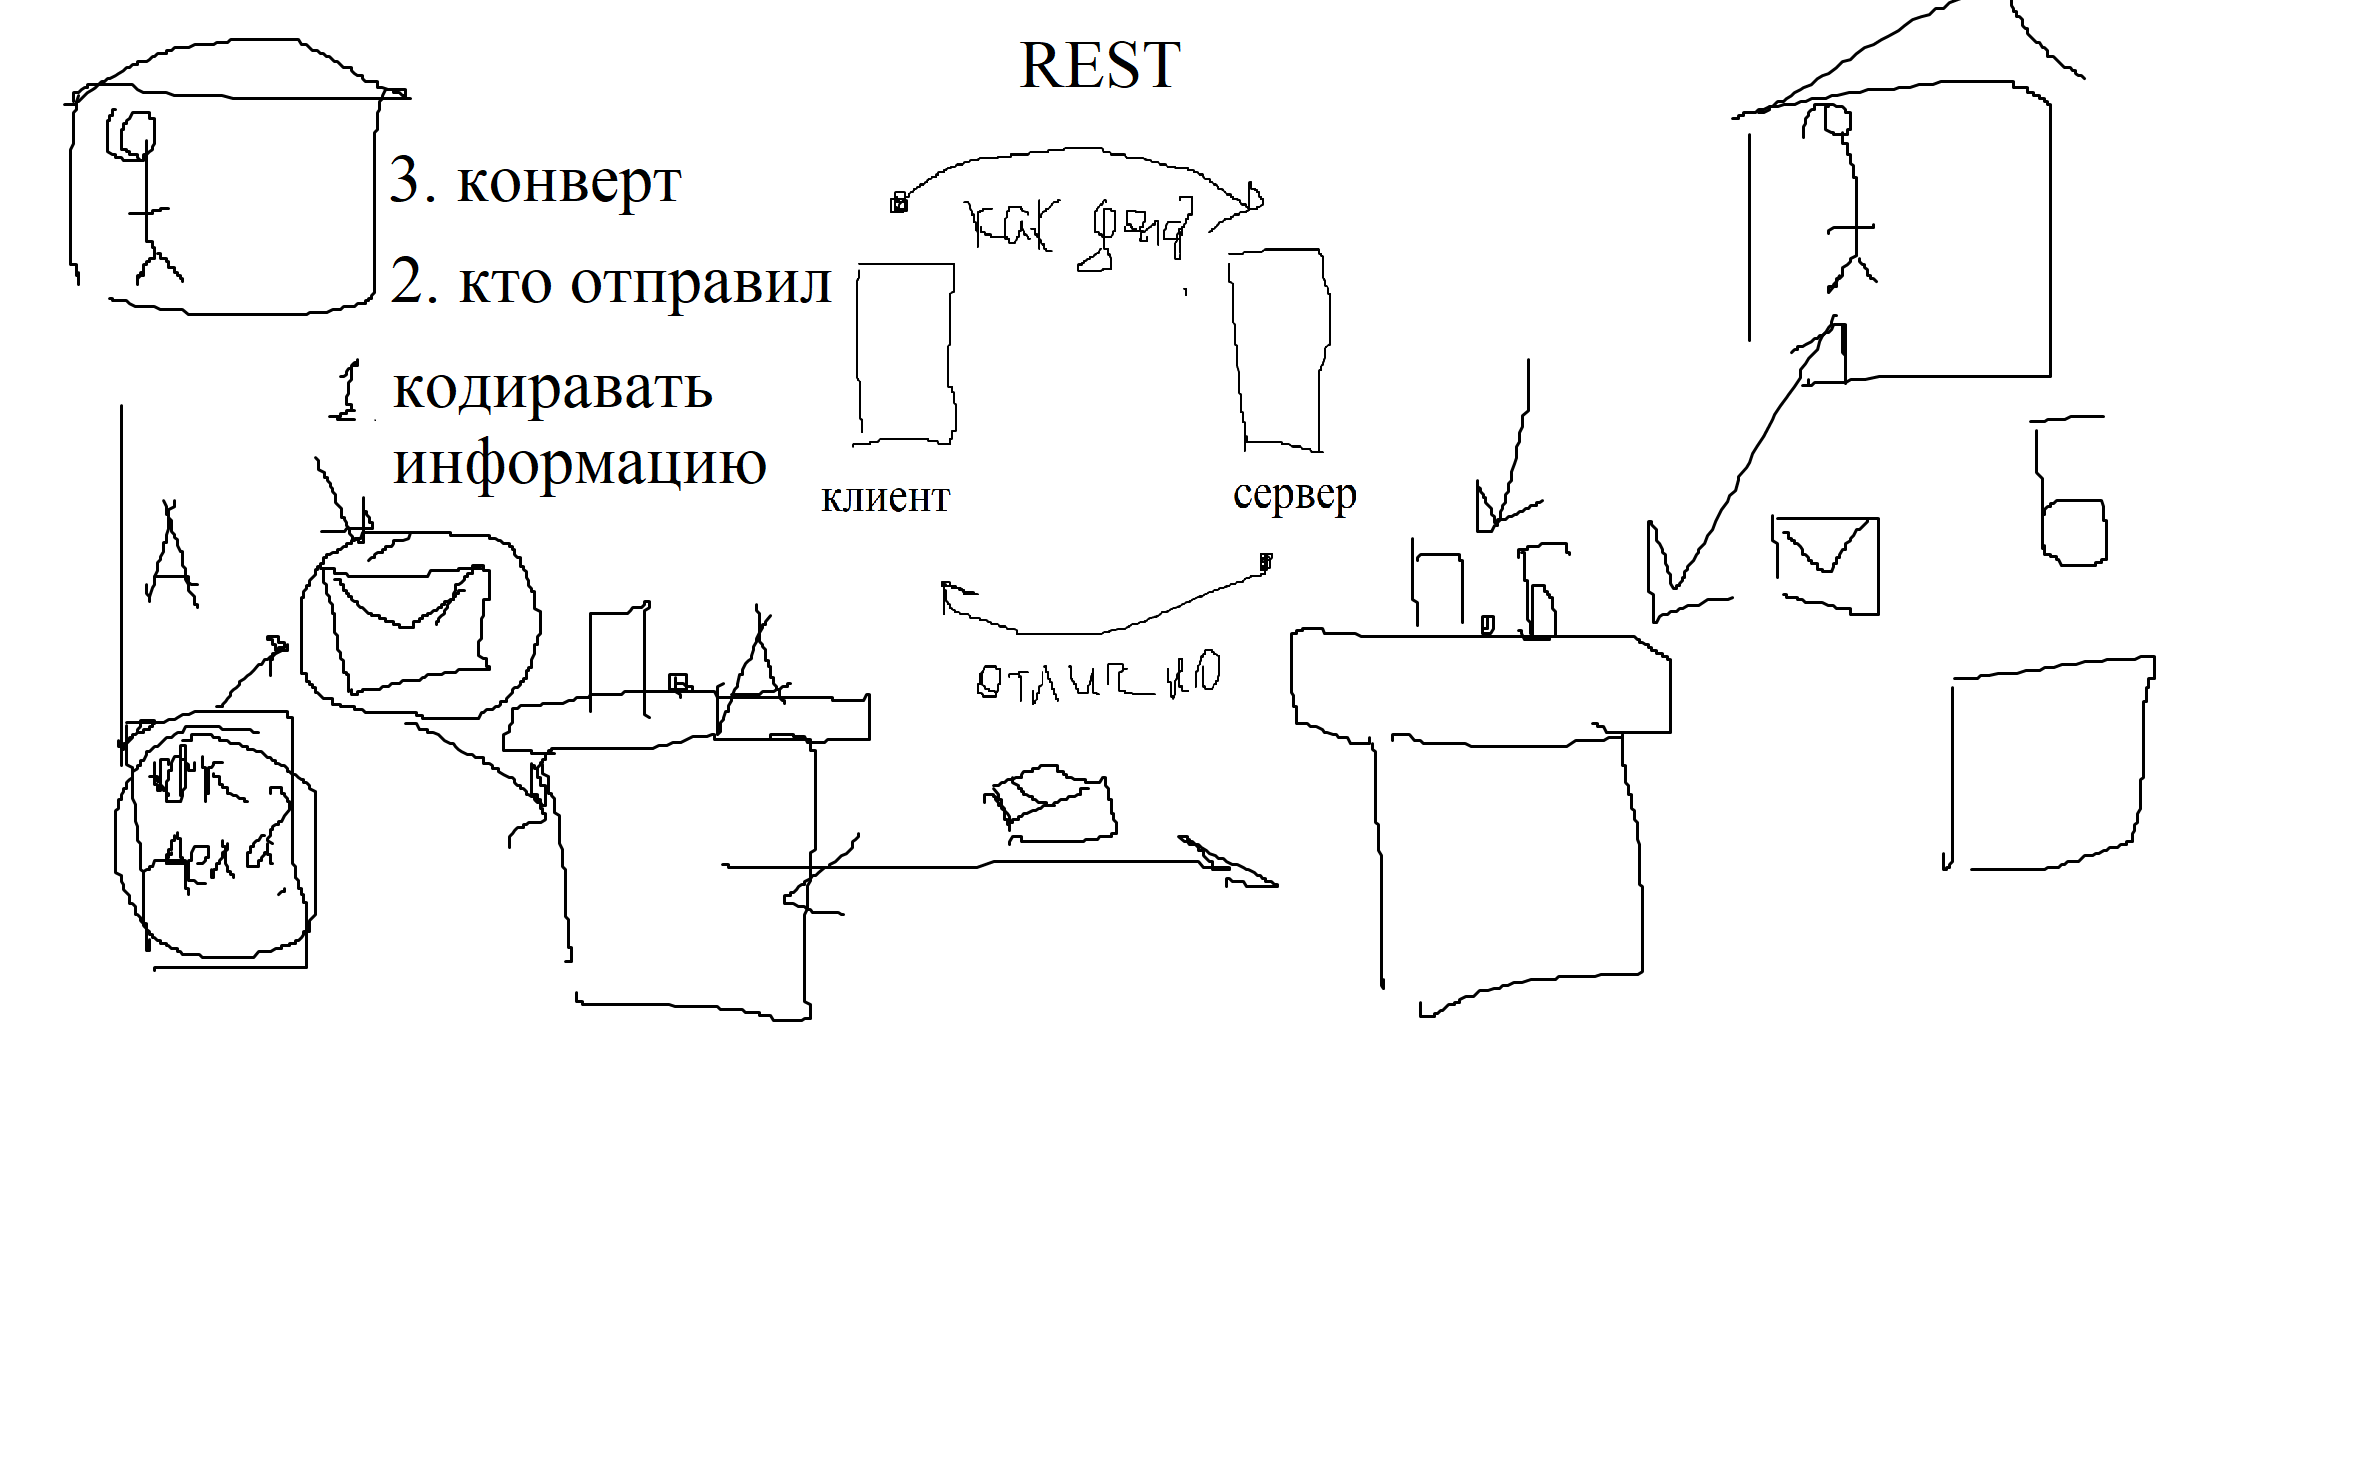 REST
3. конверт
2. кто отправил
1 кодиравать
информацию
как дела?
клиент
сервер
А
Б
П.А
П.Б
отлично
как
дела?